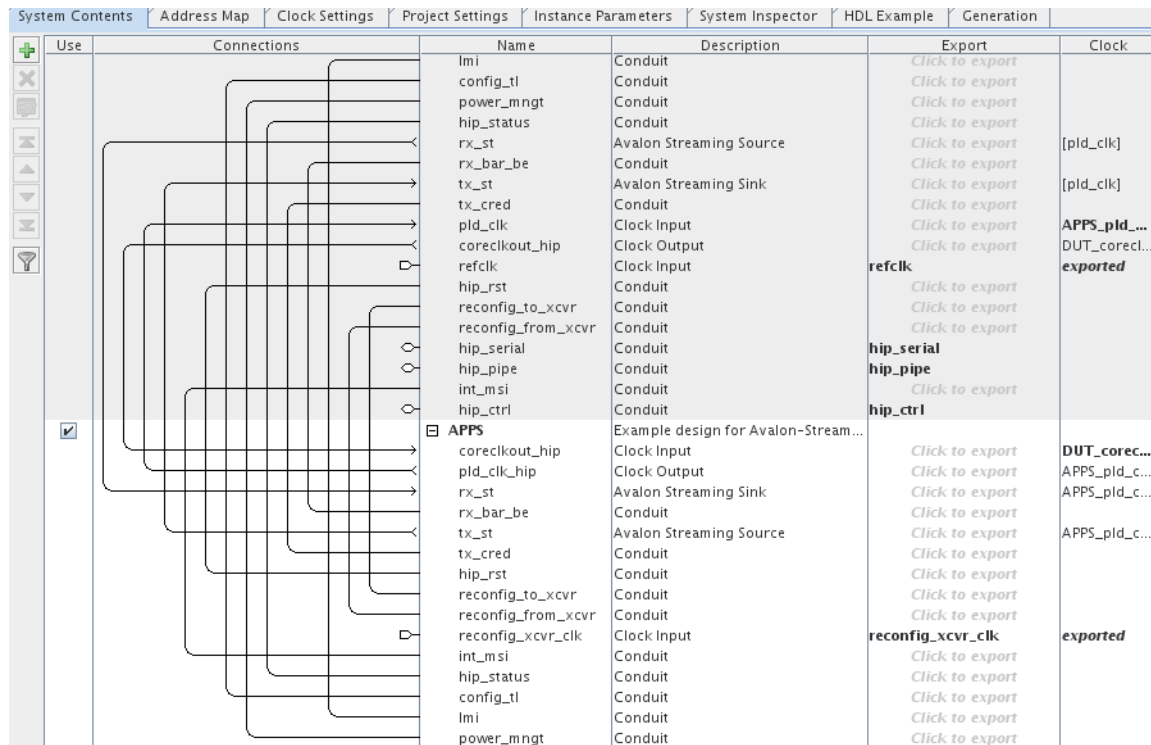 System Contents Address Map Clock Settings Project Settings Instance Parameters System Inspector HDL Example Generation
Use Connections Name Description Export Clock
lmi Conduit Click to export
config_tl Conduit Click to export
power_mngt Conduit Click to export
hip_status Conduit Click to export
rx_st Avalon Streaming Source Click to export [pld_clk]
rx_bar_be Conduit Click to export
tx_st Avalon Streaming Sink Click to export [pld_clk]
tx_cred Conduit Click to export
pld_clk Clock Input Click to export APPS_pld_...
coreclkout_hip Clock Output Click to export DUT_corecl...
refclk Clock Input refclk exported
hip_rst Conduit Click to export
reconfig_to_xcvr Conduit Click to export
reconfig_from_xcvr Conduit Click to export
hip_serial Conduit hip_serial
hip_pipe Conduit hip_pipe
int_msi Conduit Click to export
hip_ctrl Conduit hip_ctrl
APPS Example design for Avalon-Stream...
coreclkout_hip Clock Input Click to export DUT_corec...
pld_clk_hip Clock Output Click to export APPS_pld_c...
rx_st Avalon Streaming Sink Click to export APPS_pld_c...
rx_bar_be Conduit Click to export
tx_st Avalon Streaming Source Click to export APPS_pld_c...
tx_cred Conduit Click to export
hip_rst Conduit Click to export
reconfig_to_xcvr Conduit Click to export
reconfig_from_xcvr Conduit Click to export
reconfig_xcvr_clk Clock Input reconfig_xcvr_clk exported
int_msi Conduit Click to export
hip_status Conduit Click to export
config_tl Conduit Click to export
lmi Conduit Click to export
power_mngt Conduit Click to export